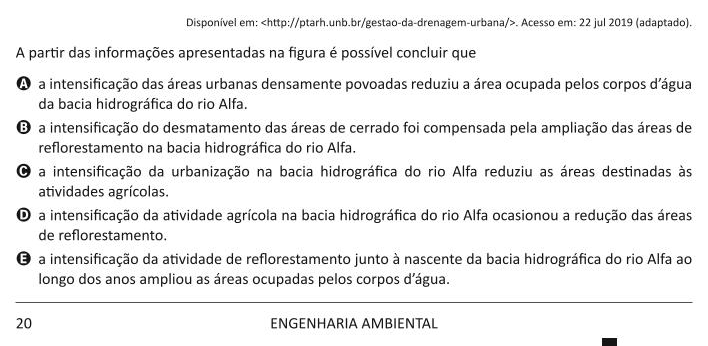 Disponível em: <http://ptarh.unb.br/gestao-da-drenagem-urbana/>. Acesso em: 22 jul 2019 (adaptado).
A partir das informações apresentadas na figura é possível concluir que
A a intensificação das áreas urbanas densamente povoadas reduziu a área ocupada pelos corpos d’água
da bacia hidrográfica do rio Alfa.
B a intensificação do desmatamento das áreas de cerrado foi compensada pela ampliação das áreas de
reflorestamento na bacia hidrográfica do rio Alfa.
C a intensificação da urbanização na bacia hidrográfica do rio Alfa reduziu as áreas destinadas às
atividades agrícolas.
D a intensificação da atividade agrícola na bacia hidrográfica do rio Alfa ocasionou a redução das áreas
de reflorestamento.
E a intensificação da atividade de reflorestamento junto à nascente da bacia hidrográfica do rio Alfa ao
longo dos anos ampliou as áreas ocupadas pelos corpos d’água.
20 ENGENHARIA AMBIENTAL